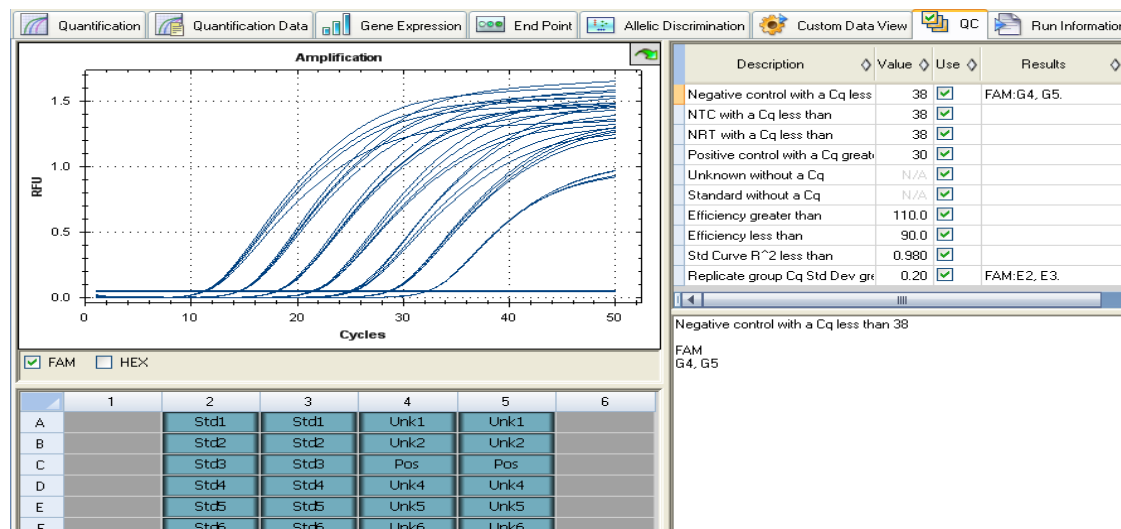 Quantification Quantification Data Gene Expression End Point Allelic Discrimination Custom Data View QC Run Information
Amplification
1.5
1.0
0.5
0.0
RFU
0 10 20 30 40 50
Cycles
FAM HEX
1 2 3 4 5 6
A Std1 Std1 Unk1 Unk1
B Std2 Std2 Unk2 Unk2
C Std3 Std3 Pos Pos
D Std4 Std4 Unk4 Unk4
E Std5 Std5 Unk5 Unk5
F Std6 Std6 Unk6 Unk6
Description Value Use Results
Negative control with a Cq less 38 FAM:G4, G5.
NTC with a Cq less than 38
NRT with a Cq less than 38
Positive control with a Cq great 30
Unknown without a Cq N/A
Standard without a Cq N/A
Efficiency greater than 110.0
Efficiency less than 90.0
Std Curve R^2 less than 0.980
Replicate group Cq Std Dev gre 0.20 FAM:E2, E3.
Negative control with a Cq less than 38
FAM
G4, G5